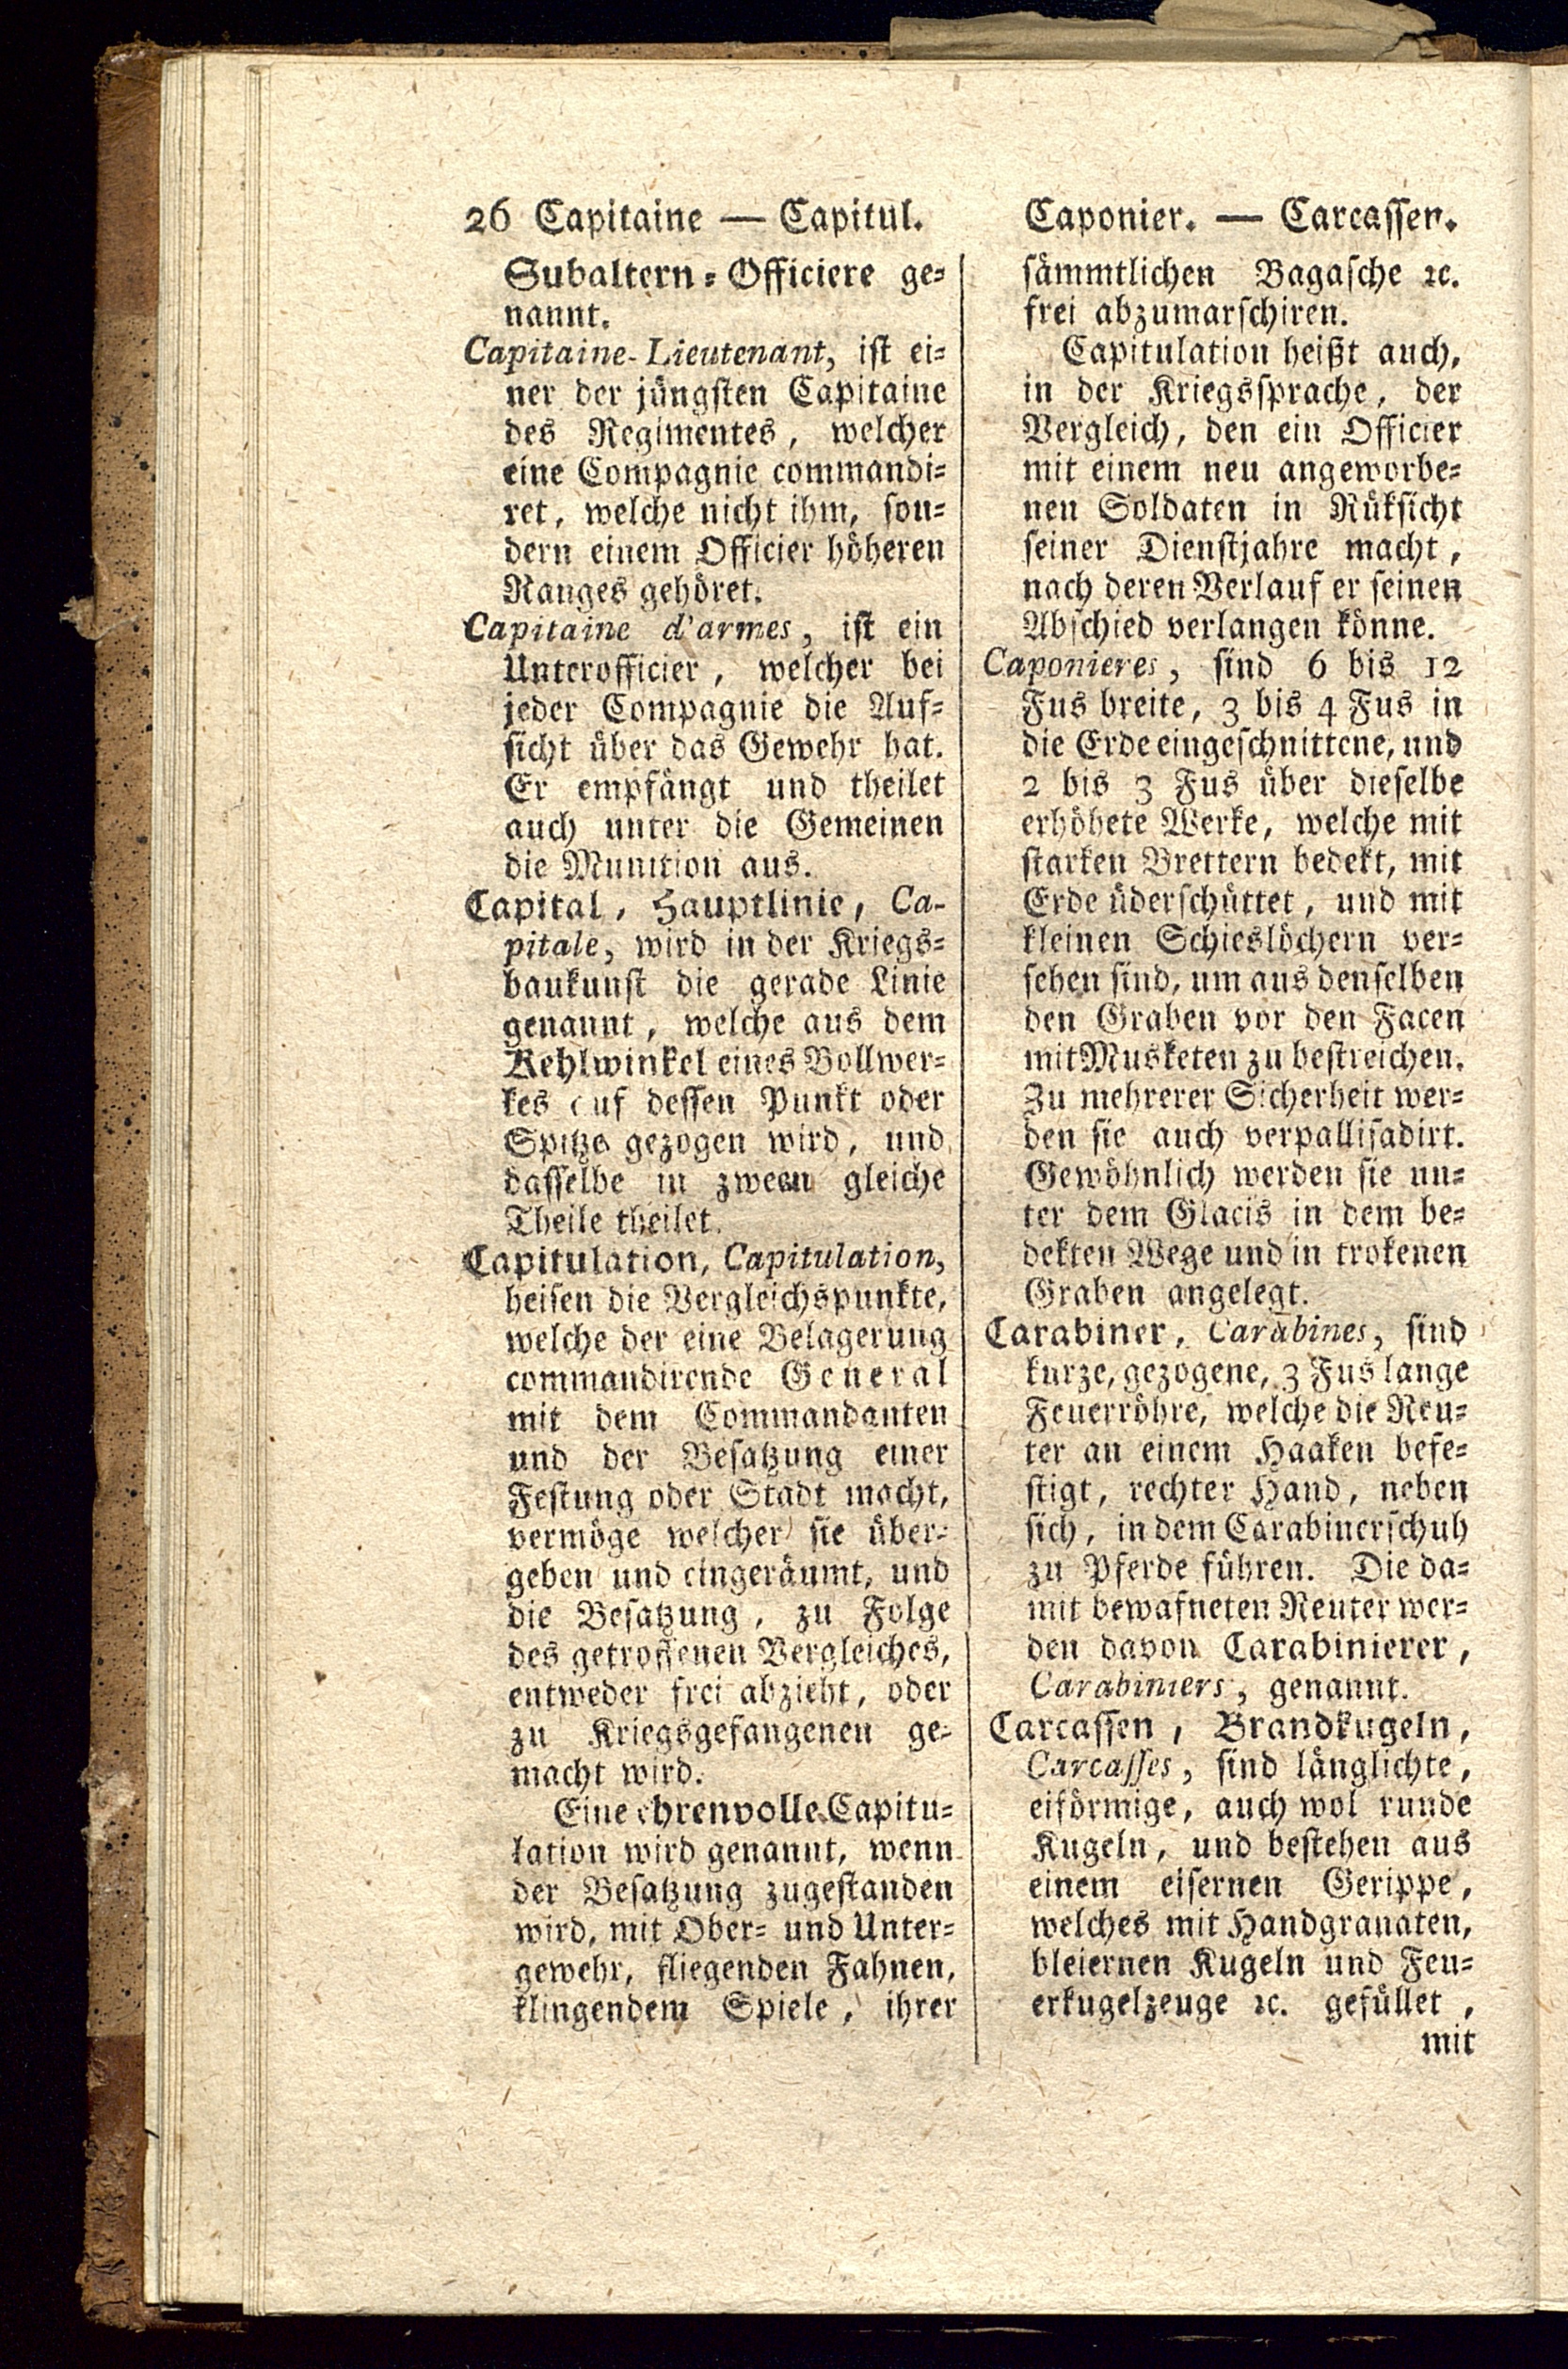 26 Capitaine — Capitul.
Subaltern-Officiere ge-
nannt.
Capitaine-Lieutenant, ist ei-
ner der jüngsten Capitaine
des Regimentes, welcher
eine Compagnie commandi-
ret, welche nicht ihm, son-
dern einem Officier höheren
Ranges gehöret.
Capitaine d'armes, ist ein
Unterofficier, welcher bei
jeder Compagnie die Auf-
sicht über das Gewehr hat.
Er empfängt und theilet
auch unter die Gemeinen
die Munition aus.
Capital, Hauptlinie, Ca-
pitale, wird in der Kriegs-
baukunst die gerade Linie
genannt, welche aus dem
Kehlwinkel eines Bollwer-
kes auf dessen Punkt oder
Spitze gezogen wird, und
dasselbe in zween gleiche
Theile theilet.
Capitulation, Capitulation,
heisen die Vergleichspunkte,
welche der eine Belagerung
commandirende General
mit dem Commandanten
und der Besatzung einer
Festung oder Stadt macht,
vermöge welcher sie über-
geben und eingeräumt, und
die Besatzung, zu Folge
des getroffenen Vergleiches,
entweder frei abzieht, oder
zu Kriegsgefangenen ge-
macht wird.
Eine ehrenvolle Capitu-
lation wird genannt, wenn
der Besatzung zugestanden
wird, mit Ober- und Unter-
gewehr, fliegenden Fahnen,
klingendem Spiele, ihrer
Caponier. — Carcassen.
sämmtlichen Bagasche ꝛc.
frei abzumarschiren.
Capitulation heißt auch,
in der Kriegssprache, der
Vergleich, den ein Officier
mit einem neu angeworbe-
nen Soldaten in Rüksicht
seiner Dienstjahre macht,
nach deren Verlauf er seinen
Abschied verlangen könne.
Caponieres, sind 6 bis 12
Fus breite, 3 bis 4 Fus in
die Erde eingeschnittene, und
2 bis 3 Fus über dieselbe
erhöhete Werke, welche mit
starken Brettern bedekt, mit
Erde üderschüttet, und mit
kleinen Schieslöchern ver-
sehen sind, um aus denselben
den Graben vor den Facen
mit Musketen zu bestreichen.
Zu mehrerer Sicherheit wer-
den sie auch verpallisadirt.
Gewöhnlich werden sie un-
ter dem Glacis in dem be-
dekten Wege und in trokenen
Graben angelegt.
Carabiner, Carabines, sind
kurze, gezogene, 3 Fus lange
Feuerröhre, welche die Reu-
ter an einem Haaken befe-
stigt, rechter Hand, neben
sich, in dem Carabinerschuh
zu Pferde führen. Die da-
mit bewafneten Reuter wer-
den davon Carabinierer,
Carabiniers, genannt.
Carcassen, Brandkugeln,
Carcasses, sind länglichte,
eiförmige, auch wol runde
Kugeln, und bestehen aus
einem eisernen Gerippe,
welches mit Handgranaten,
bleiernen Kugeln und Feu-
erkugelzeuge ꝛc. gefüllet,
mit